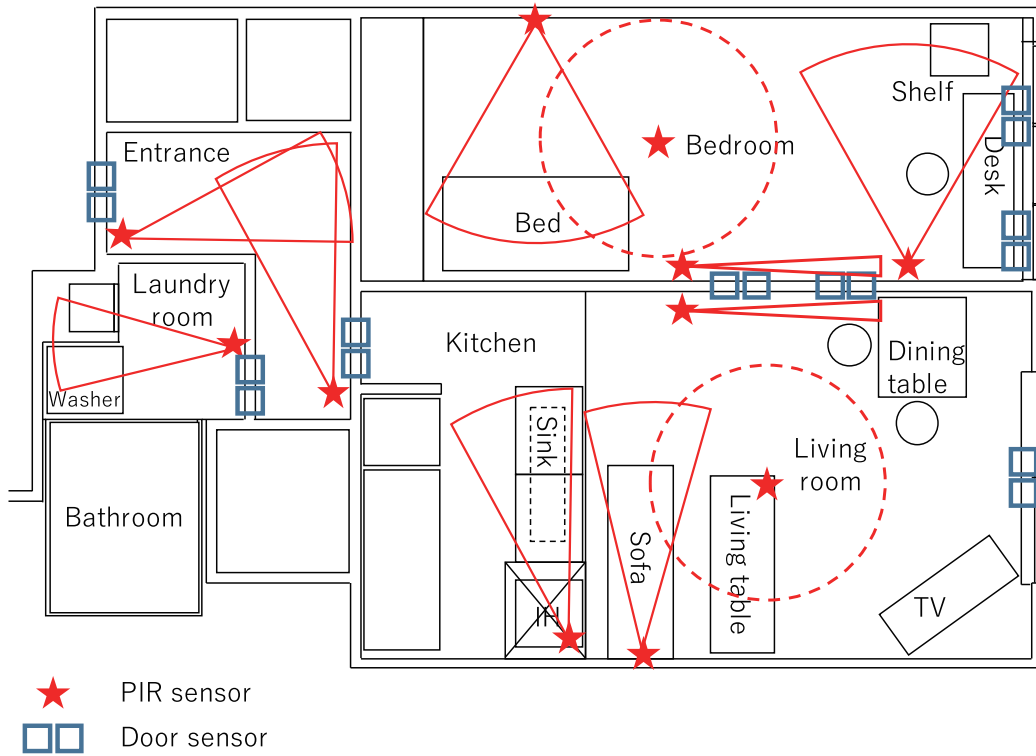 Entrance
Shelf
Bedroom
Desk
Bed
Laundry
room
Kitchen
Dining
table
Washer
Sink
Living
room
Bathroom
Sofa
Living table
IH
TV
PIR sensor
Door sensor